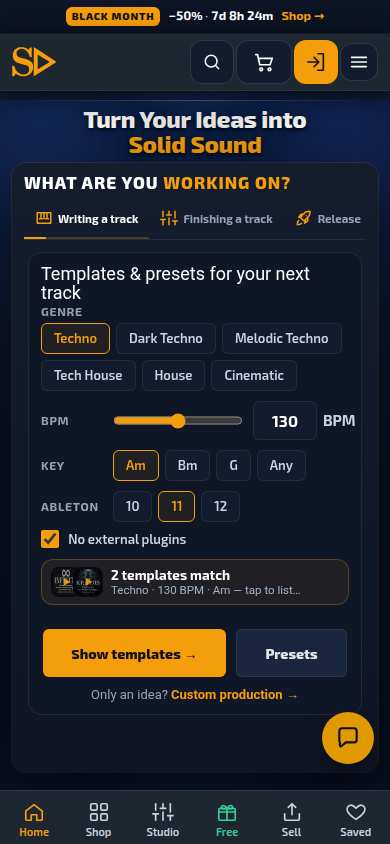 BLACK MONTH −50% · 7d 8h 24m Shop →
Turn Your Ideas into
Solid Sound
WHAT ARE YOU WORKING ON?
Writing a track Finishing a track Release
Templates & presets for your next
track
GENRE
Techno Dark Techno Melodic Techno
Tech House House Cinematic
BPM 130 BPM
KEY Am Bm G Any
ABLETON 10 11 12
No external plugins
2 templates match
Techno · 130 BPM · Am — tap to list...
Show templates → Presets
Only an idea? Custom production →
Home Shop Studio Free Sell Saved